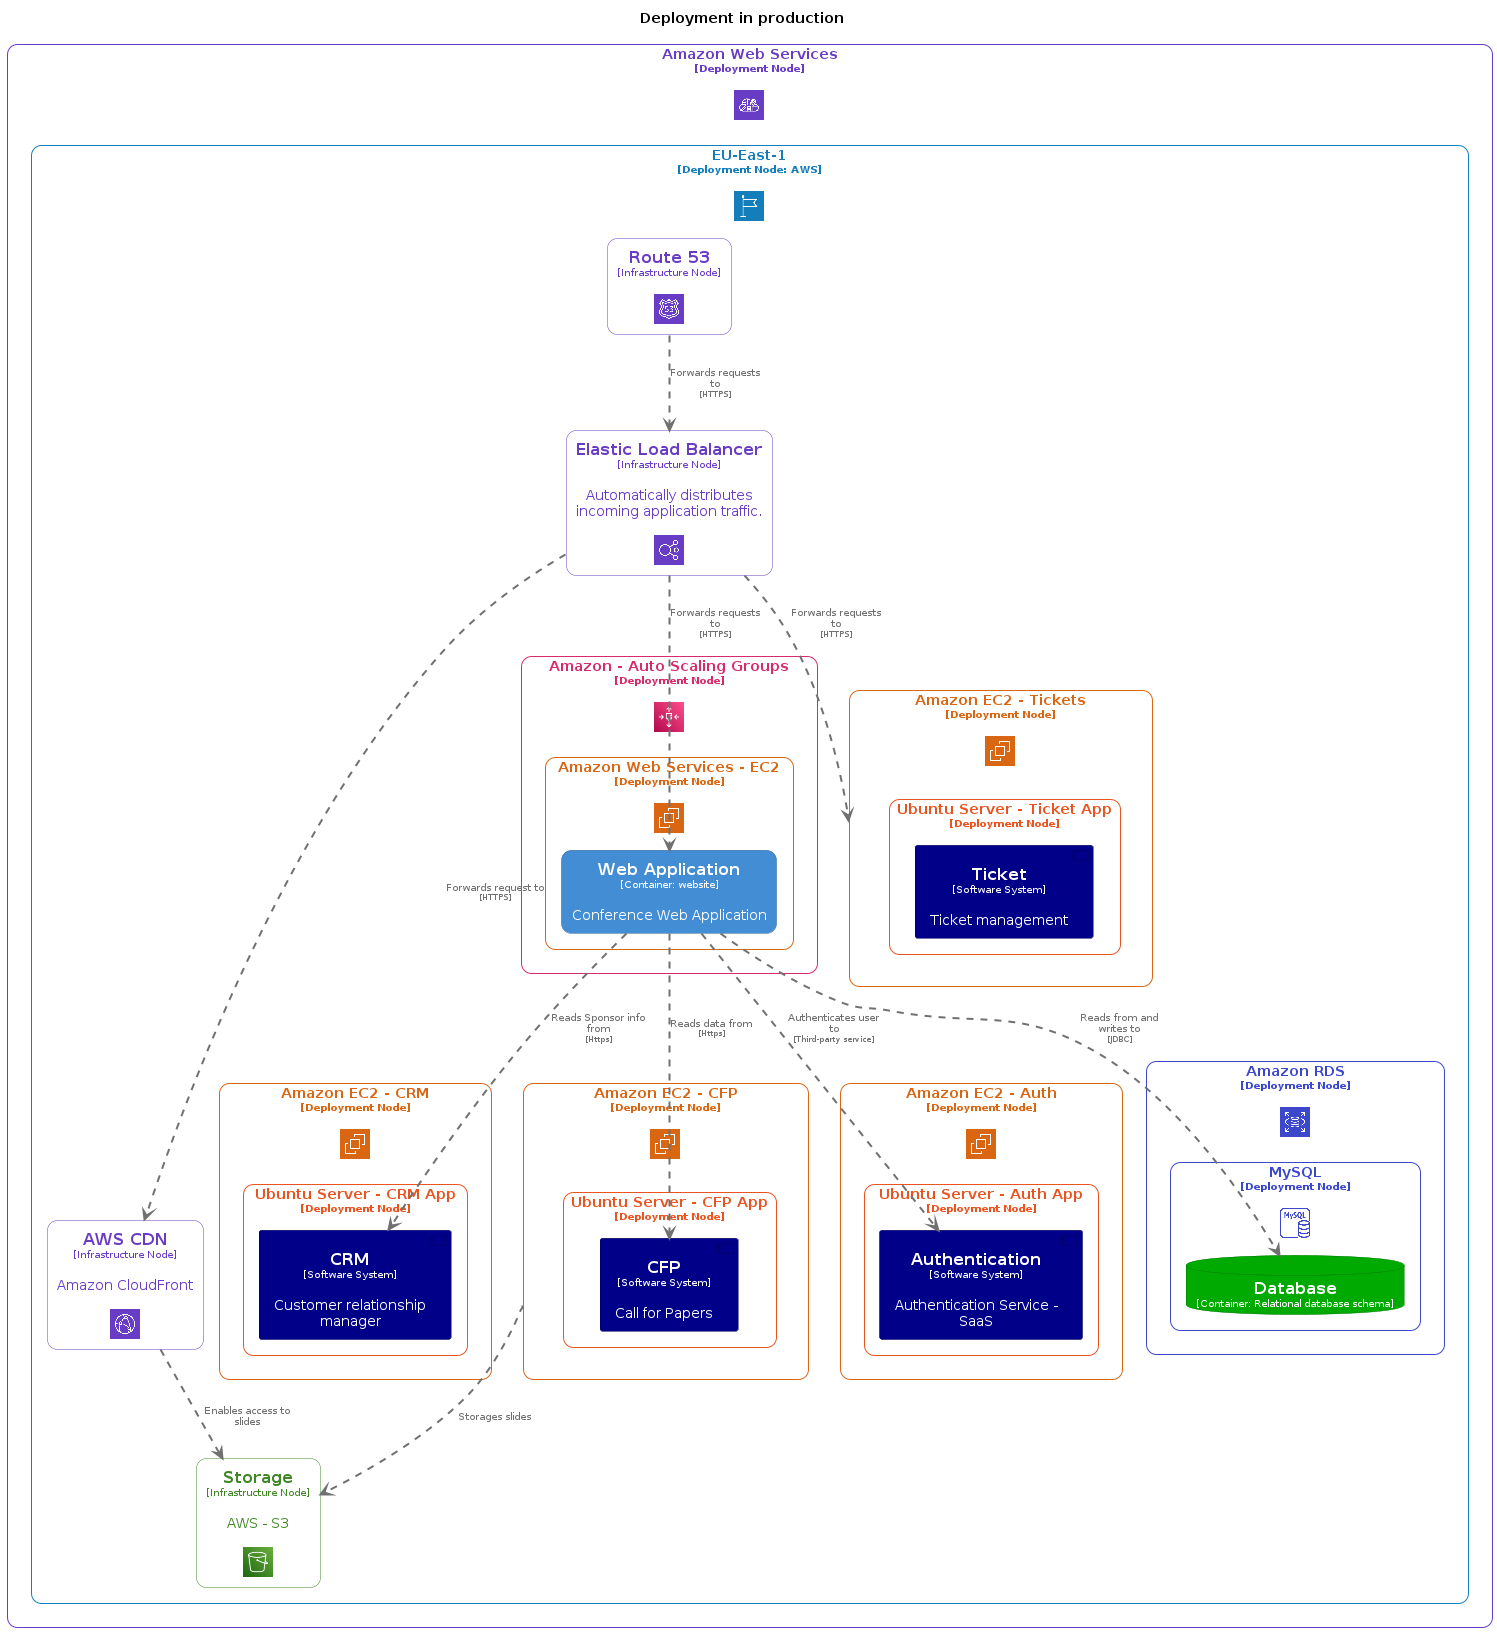 Deployment in production
Amazon Web Services
[Deployment Node]
EU-East-1
[Deployment Node: AWS]
Route 53
[Infrastructure Node]
53
Forwards requests
to
[HTTPS]
Elastic Load Balancer
[Infrastructure Node]
Automatically distributes
incoming application traffic.
Forwards requests
to
[HTTPS]
Forwards requests
to
[HTTPS]
Amazon - Auto Scaling Groups
[Deployment Node]
Amazon Web Services - EC2
[Deployment Node]
Web Application
[Container: website]
Conference Web Application
Amazon EC2 - Tickets
[Deployment Node]
Ubuntu Server - Ticket App
[Deployment Node]
Ticket
[Software System]
Ticket management
Forwards request to
[HTTPS]
Reads Sponsor info
from
[Https]
Reads data from
[Https]
Authenticates user
to
[Third-party service]
Reads from and
writes to
[JDBC]
Amazon EC2 - CRM
[Deployment Node]
Ubuntu Server - CRM App
[Deployment Node]
CRM
[Software System]
Customer relationship
manager
Amazon EC2 - CFP
[Deployment Node]
Ubuntu Server - CFP App
[Deployment Node]
CFP
[Software System]
Call for Papers
Amazon EC2 - Auth
[Deployment Node]
Ubuntu Server - Auth App
[Deployment Node]
Authentication
[Software System]
Authentication Service -
SaaS
Amazon RDS
[Deployment Node]
MySQL
[Deployment Node]
MySQL
Database
[Container: Relational database schema]
AWS CDN
[Infrastructure Node]
Amazon CloudFront
Enables access to
slides
Storages slides
Storage
[Infrastructure Node]
AWS - S3